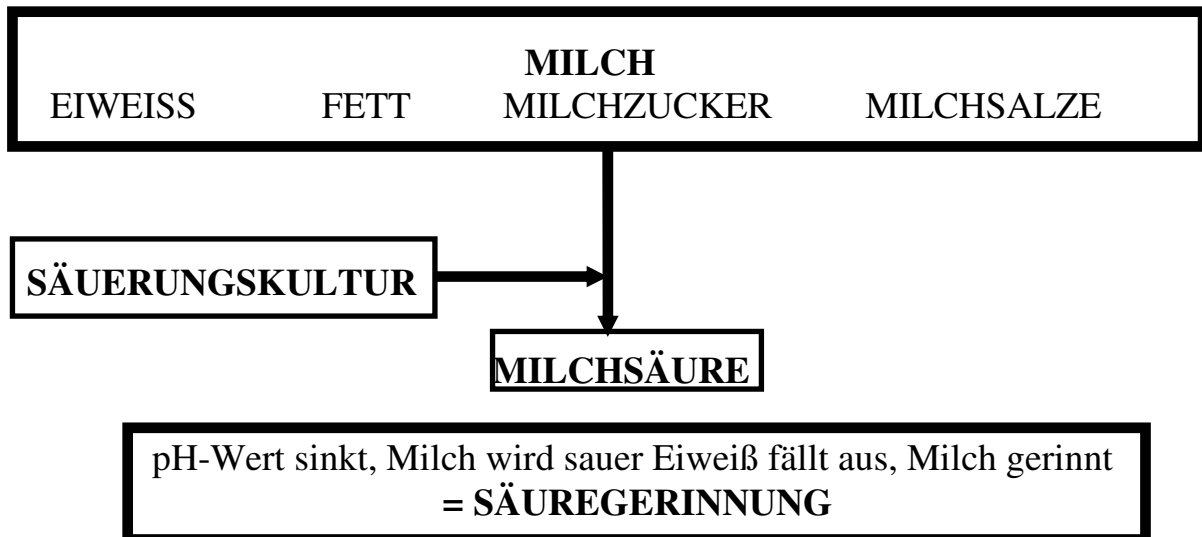 MILCH
EIWEISS FETT MILCHZUCKER MILCHSALZE
SÄUERUNGSKULTUR
MILCHSÄURE
pH-Wert sinkt, Milch wird sauer Eiweiß fällt aus, Milch gerinnt
= SÄUREGERINNUNG